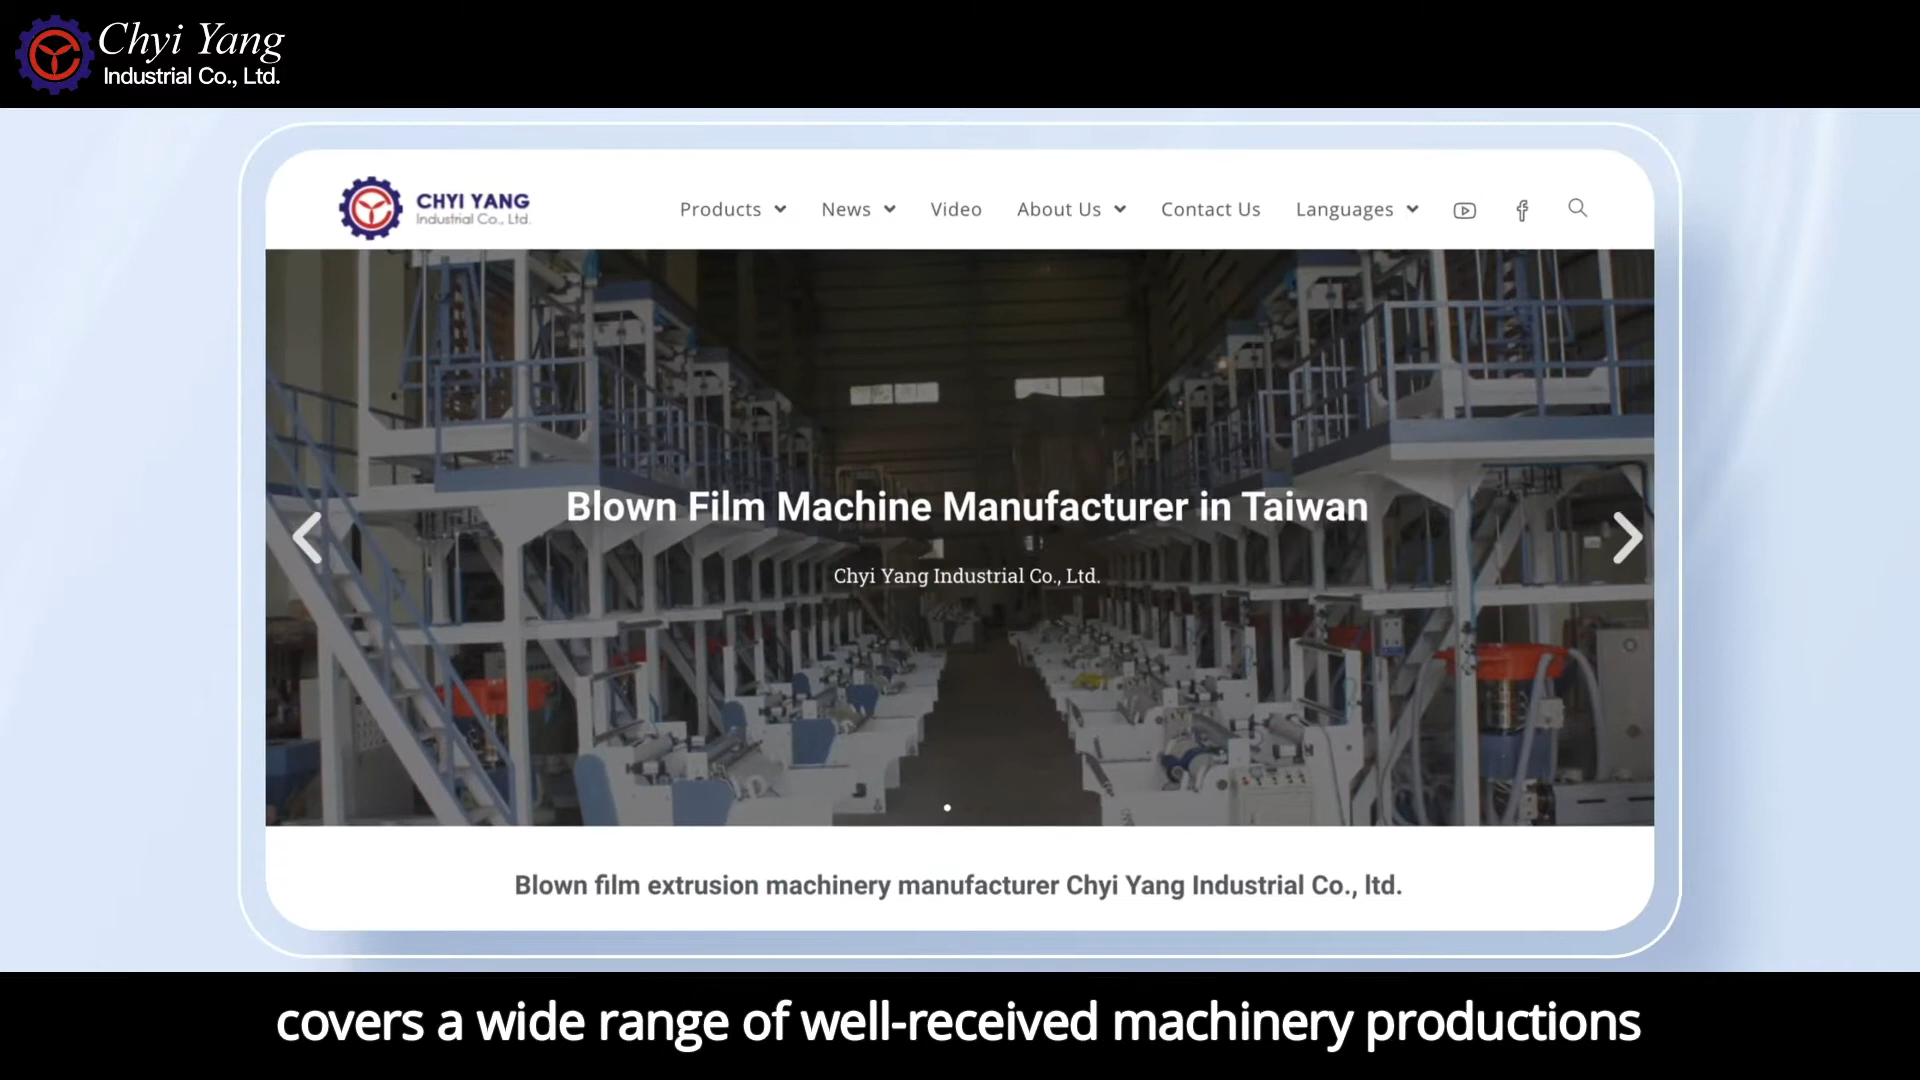 Chyi Yang
Industrial Co., Ltd.
CHYI YANG
Industrial Co., Ltd.
Products
News
Video
About Us
Contact Us
Languages
Blown Film Machine Manufacturer in Taiwan
Chyi Yang Industrial Co., Ltd.
Blown film extrusion machinery manufacturer Chyi Yang Industrial Co., ltd.
covers a wide range of well-received machinery productions